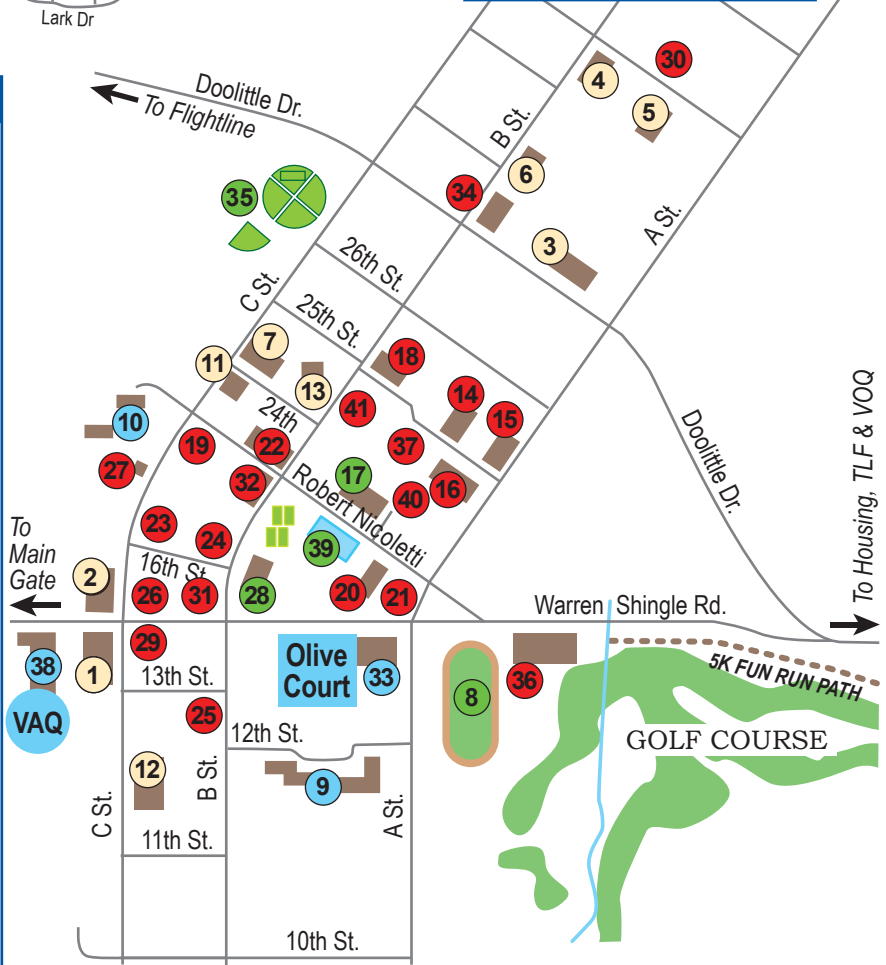 Lark Dr
Doolittle Dr.
To Flightline
30
4
5
B St.
6
35
34
A St.
3
26th St.
C St.
25th St.
7
11
18
13
14
10
24th
41
15
19
22
37
27
17
32
16
40
Robert Nicoletti
Doolittle Dr.
To Housing, TLF & VOQ
23
24
39
To
Main
Gate
16th St.
2
26
31
28
20
21
Warren Shingle Rd.
29
38
1
13th St.
Olive
Court
33
36
5K FUN RUN PATH
8
VAQ
25
12th St.
GOLF COURSE
12
B St.
9
C St.
A St.
11th St.
10th St.